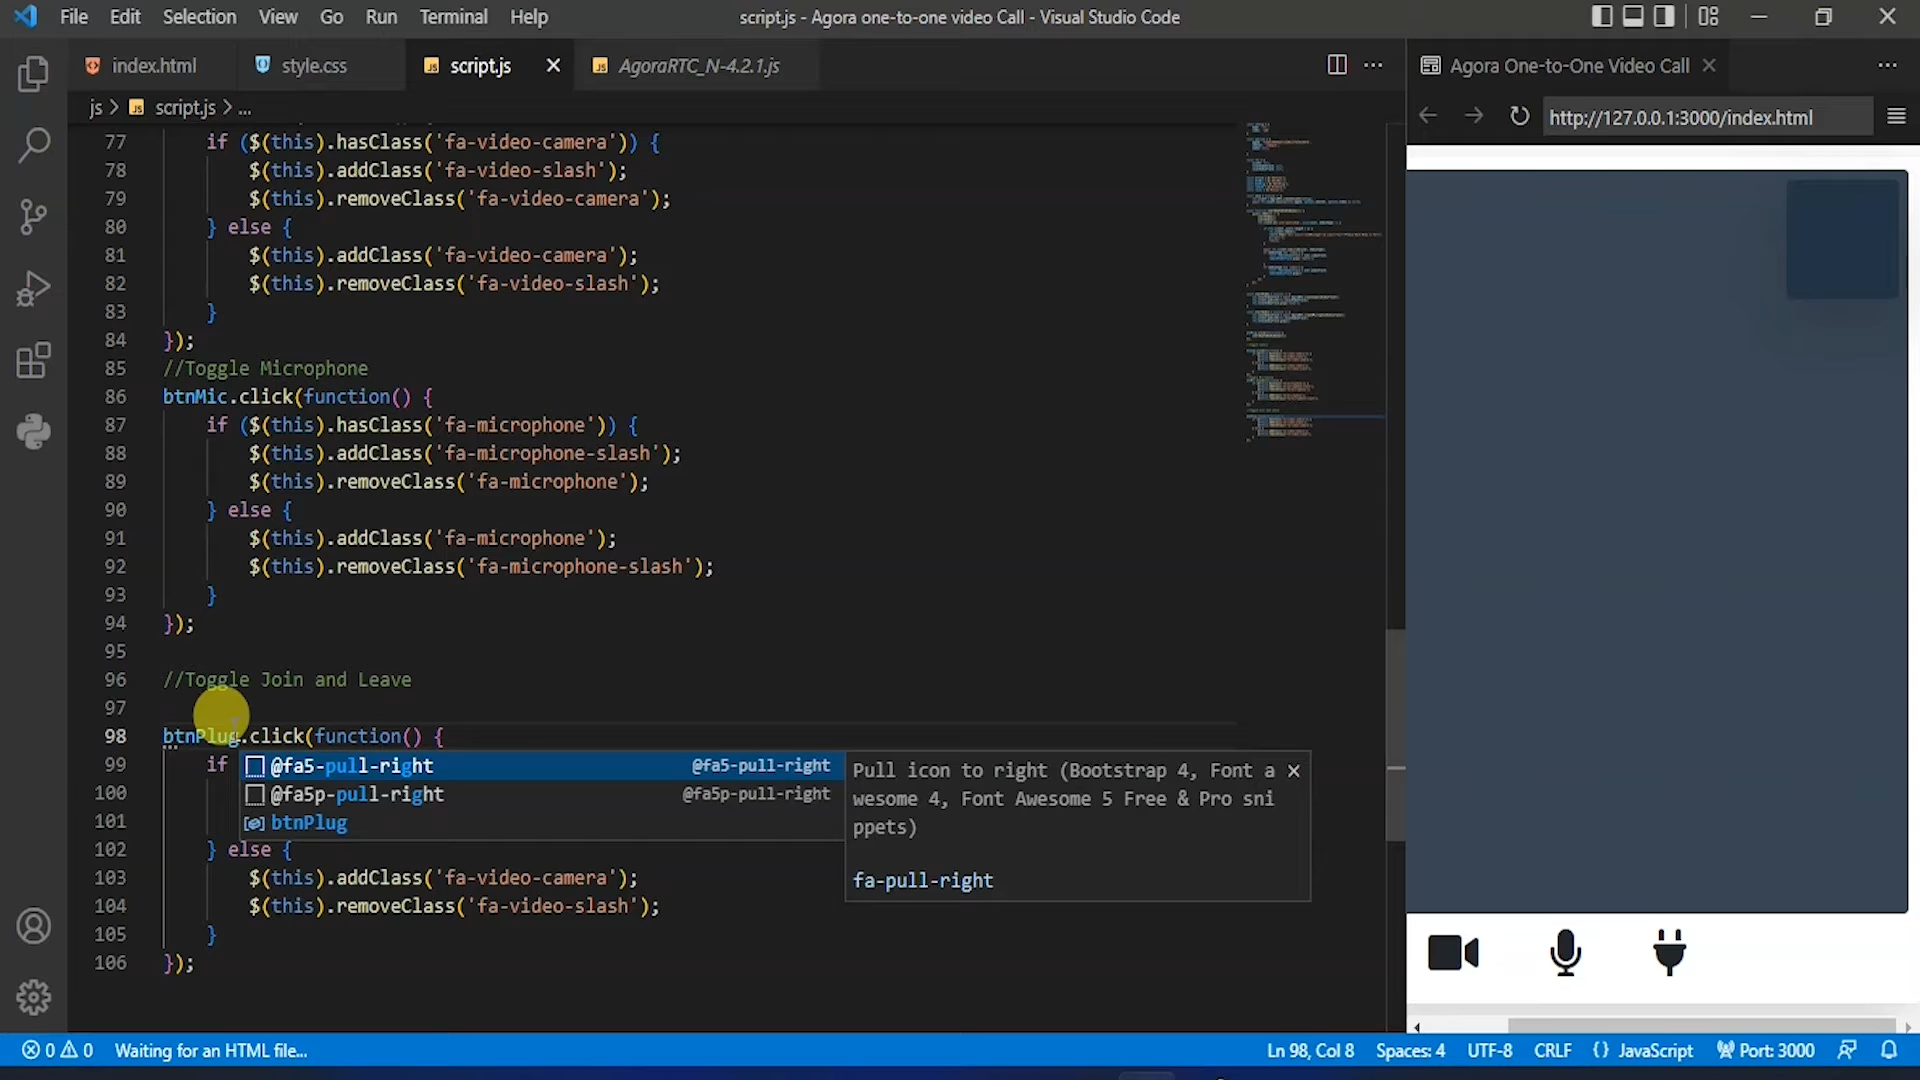 File Edit Selection View Go Run Terminal Help
script.js - Agora one-to-one video Call - Visual Studio Code
index.html
style.css
script.js
AgoraRTC_N-4.2.1.js
Agora One-to-One Video Call
js > script.js > ...
http://127.0.0.1:3000/index.html
77 if ($(this).hasClass('fa-video-camera')) {
78 $(this).addClass('fa-video-slash');
79 $(this).removeClass('fa-video-camera');
80 } else {
81 $(this).addClass('fa-video-camera');
82 $(this).removeClass('fa-video-slash');
83 }
84 });
85 //Toggle Microphone
86 btnMic.click(function() {
87 if ($(this).hasClass('fa-microphone')) {
88 $(this).addClass('fa-microphone-slash');
89 $(this).removeClass('fa-microphone');
90 } else {
91 $(this).addClass('fa-microphone');
92 $(this).removeClass('fa-microphone-slash');
93 }
94 });
95
96 //Toggle Join and Leave
97
98 btnPlug.click(function() {
99 if
100
101
102 } else {
103 $(this).addClass('fa-video-camera');
104 $(this).removeClass('fa-video-slash');
105 }
106 });
@fa5-pull-right @fa5-pull-right
@fa5p-pull-right @fa5p-pull-right
btnPlug
Pull icon to right (Bootstrap 4, Font a
wesome 4, Font Awesome 5 Free & Pro sni
ppets)
fa-pull-right
0 0 Waiting for an HTML file...
Ln 98, Col 8 Spaces: 4 UTF-8 CRLF {} JavaScript Port: 3000